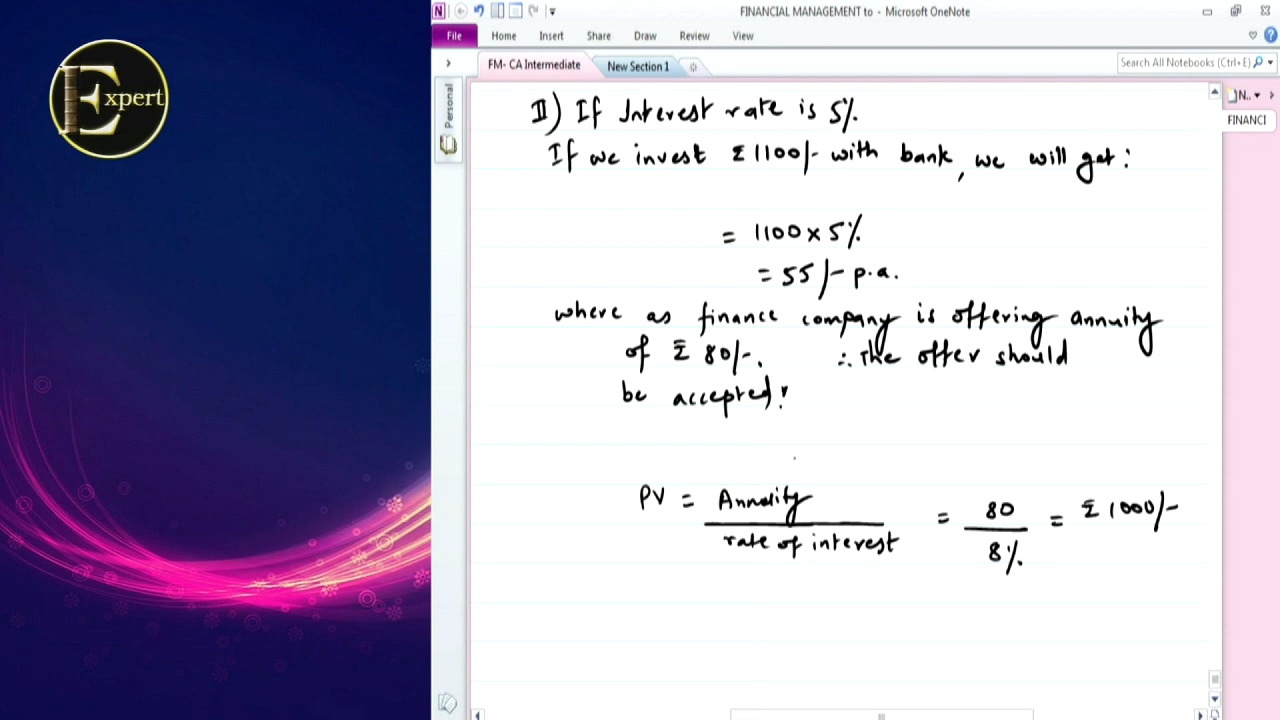 Expert
N
FINANCIAL MANAGEMENT to - Microsoft OneNote
File Home Insert Share Draw Review View
FM- CA Intermediate
New Section 1
Search All Notebooks (Ctrl+E)
Personal
N..
FINANCI
II) If Interest rate is 5%
If we invest ₹1100/- with bank, we will get:
= 1100 x 5%
= 55/- p.a.
where as finance company is offering annuity
of ₹ 80/-. ∴ The offer should
be accepted!
PV = Annuity / rate of interest = 80 / 8% = ₹1000/-